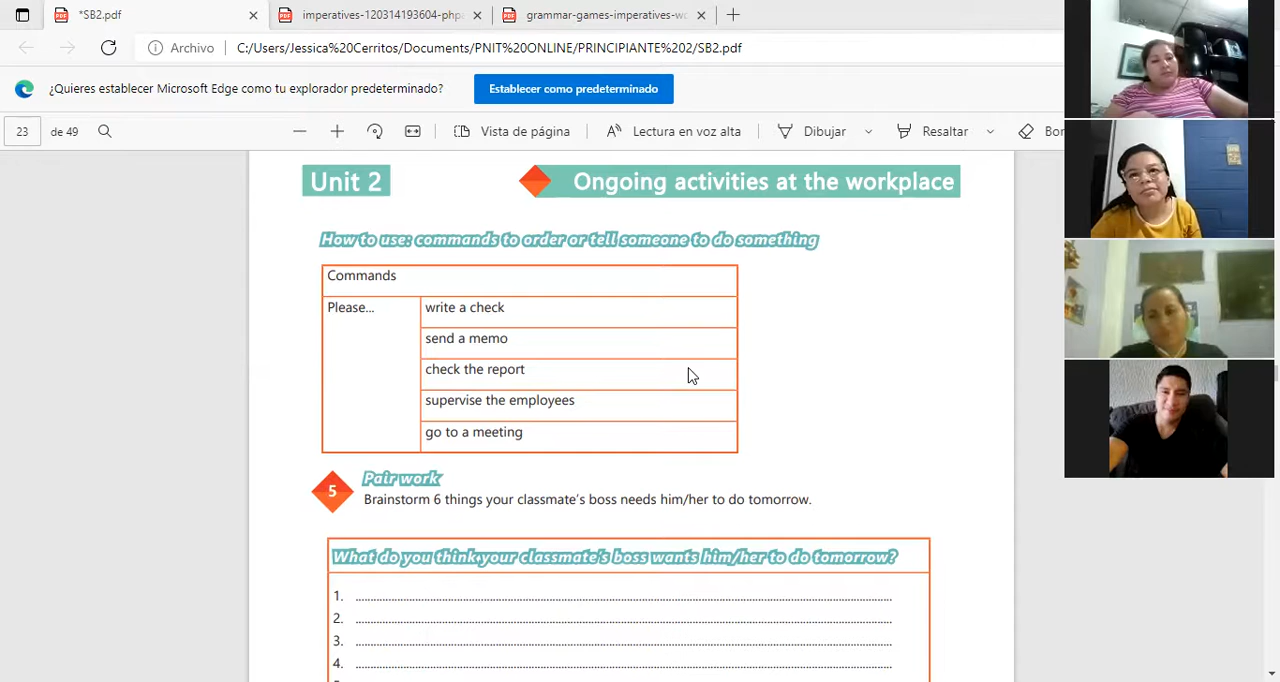 *SB2.pdf
imperatives-120314193604-php
grammar-games-imperatives-wo
Archivo
C:/Users/Jessica%20Cerritos/Documents/PNIT%20ONLINE/PRINCIPIANTE%202/SB2.pdf
¿Quieres establecer Microsoft Edge como tu explorador predeterminado?
Establecer como predeterminado
23 de 49
Vista de página
Lectura en voz alta
Dibujar
Resaltar
Bor
Unit 2
Ongoing activities at the workplace
How to use: commands to order or tell someone to do something
Commands
Please... write a check
send a memo
check the report
supervise the employees
go to a meeting
5
Pair work
Brainstorm 6 things your classmate's boss needs him/her to do tomorrow.
What do you think your classmate's boss wants him/her to do tomorrow?
1.
2.
3.
4.